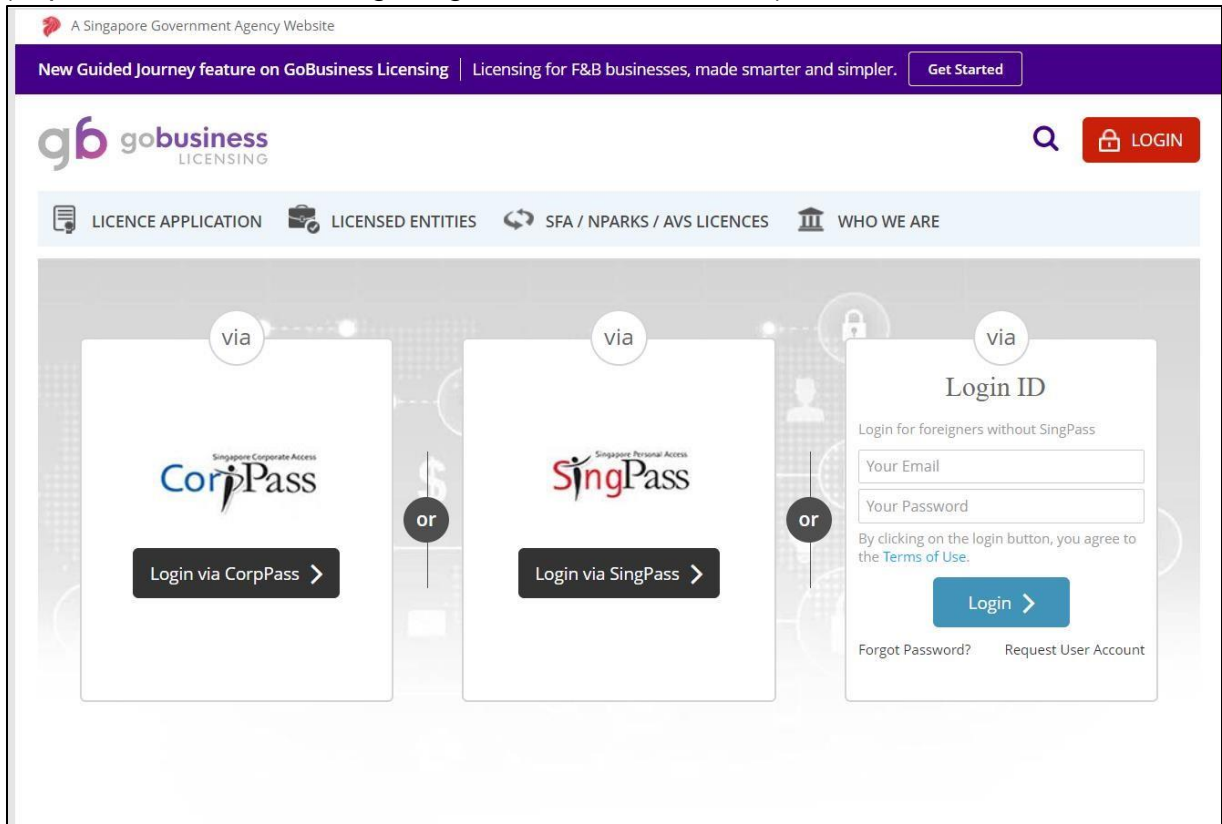 A Singapore Government Agency Website
New Guided Journey feature on GoBusiness Licensing | Licensing for F&B businesses, made smarter and simpler. Get Started
gb gobusiness
LICENSING
LOGIN
LICENCE APPLICATION
LICENSED ENTITIES
SFA / NPARKS / AVS LICENCES
WHO WE ARE
via
Singapore Corporate Access
CorpPass
Login via CorpPass
or
via
Singapore Personal Access
SingPass
Login via SingPass
or
via
Login ID
Login for foreigners without SingPass
Your Email
Your Password
By clicking on the login button, you agree to
the Terms of Use.
Login
Forgot Password?
Request User Account